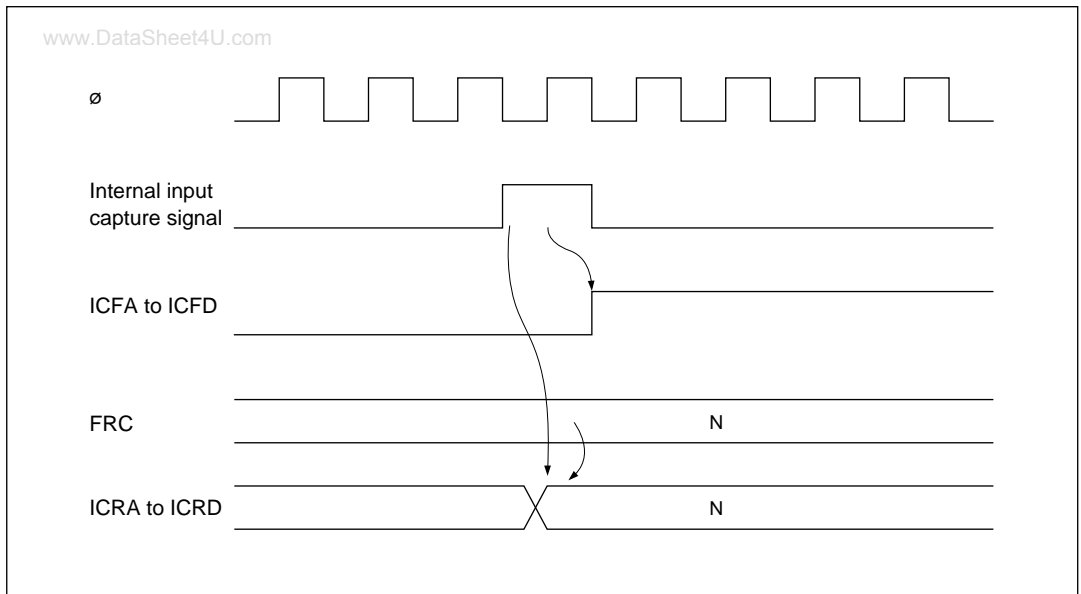 www.DataSheet4U.com
ø
Internal input
capture signal
ICFA to ICFD
FRC
N
ICRA to ICRD
N